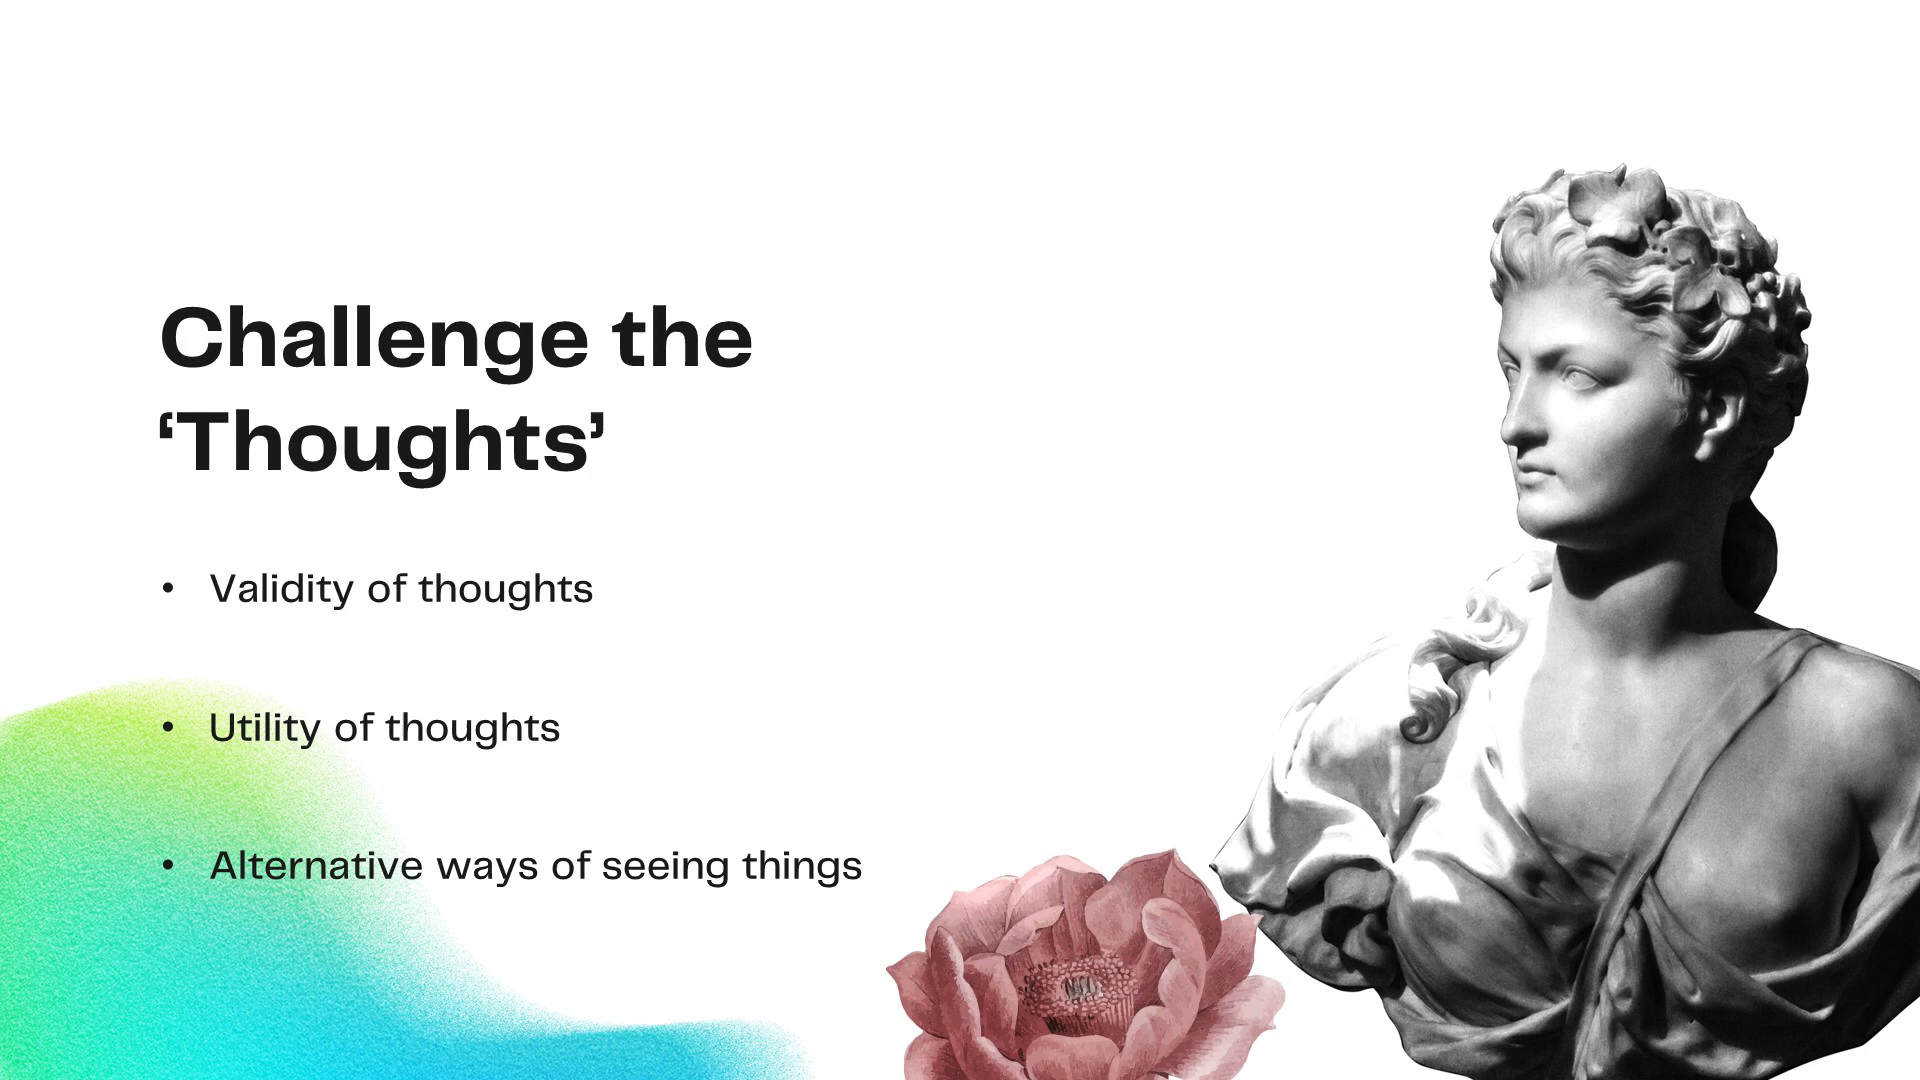 Challenge the
‘Thoughts’
• Validity of thoughts
• Utility of thoughts
• Alternative ways of seeing things